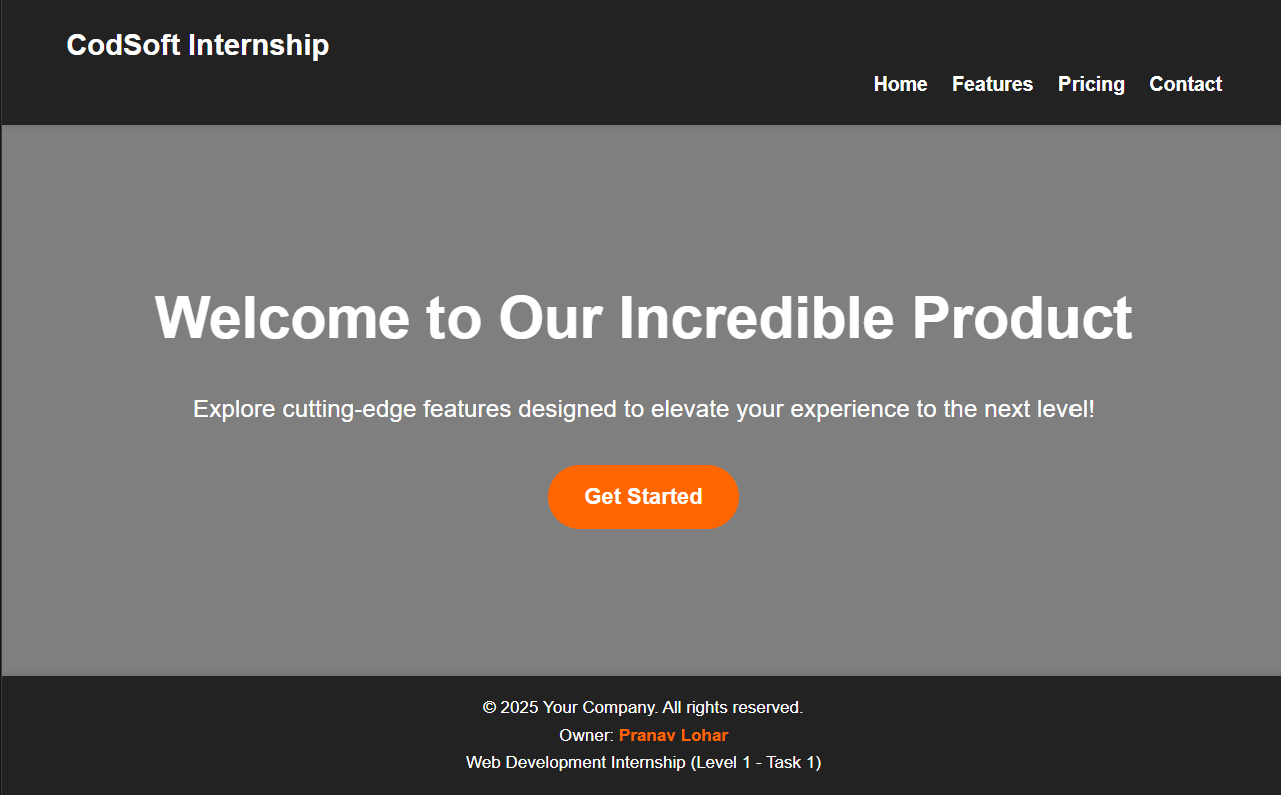 CodSoft Internship
Home Features Pricing Contact
Welcome to Our Incredible Product
Explore cutting-edge features designed to elevate your experience to the next level!
Get Started
© 2025 Your Company. All rights reserved.
Owner: Pranav Lohar
Web Development Internship (Level 1 - Task 1)